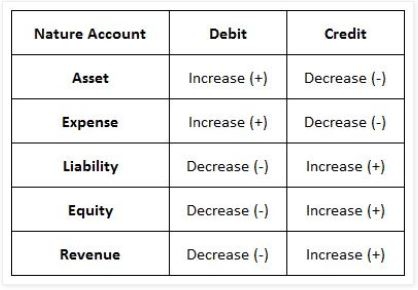 Nature Account Debit Credit
Asset Increase (+) Decrease (-)
Expense Increase (+) Decrease (-)
Liability Decrease (-) Increase (+)
Equity Decrease (-) Increase (+)
Revenue Decrease (-) Increase (+)